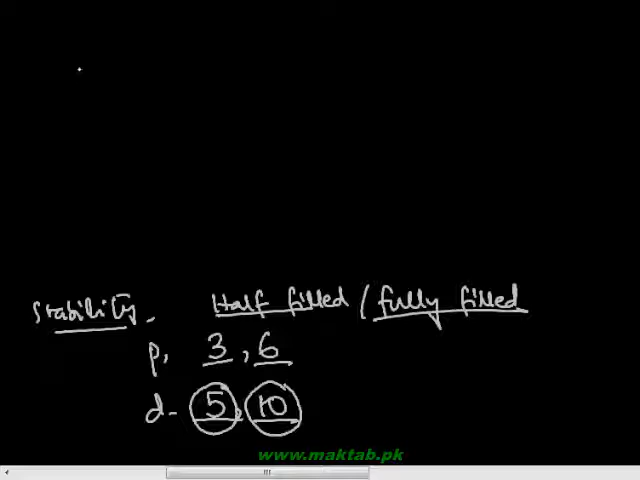 Stability. Half filled / fully filled
p, 3, 6
d- 5, 10
www.maktab.pk